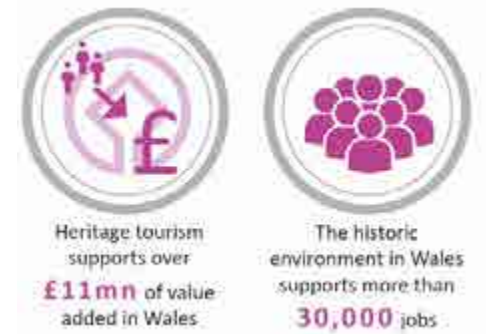 £
Heritage tourism
supports over
£11mn of value
added in Wales
The historic
environment in Wales
supports more than
30,000 jobs